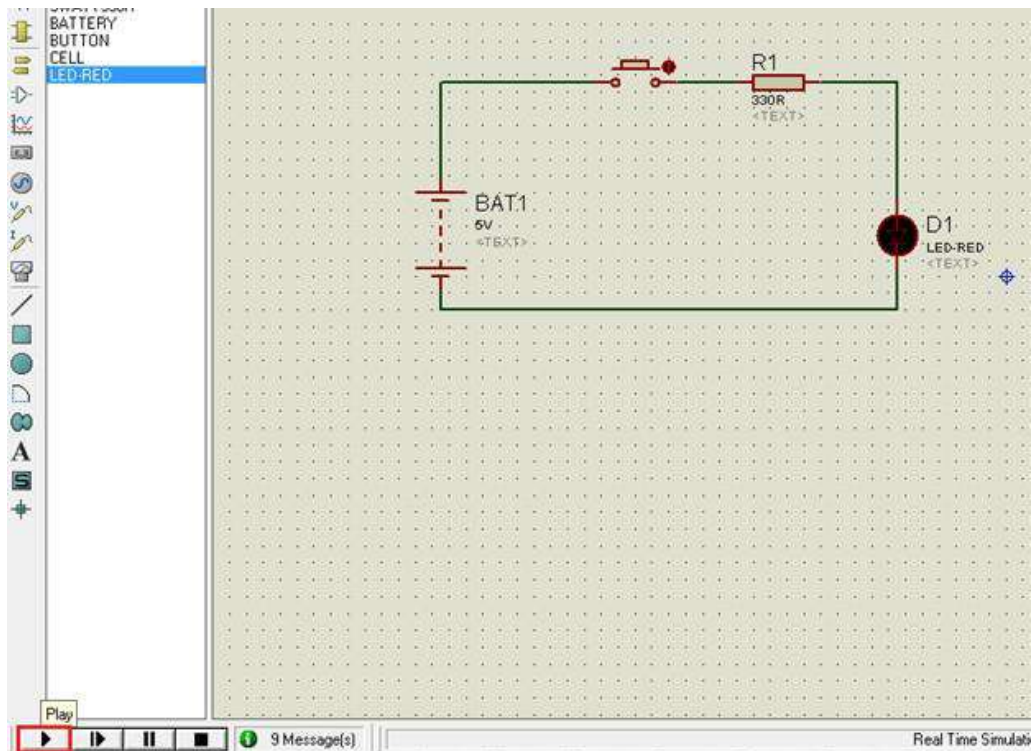 BATTERY
BUTTON
CELL
LED-RED
R1
330R
<TEXT>
BAT1
5V
<TEXT>
D1
LED-RED
<TEXT>
A
S
Play
9 Message(s)
Real Time Simulati